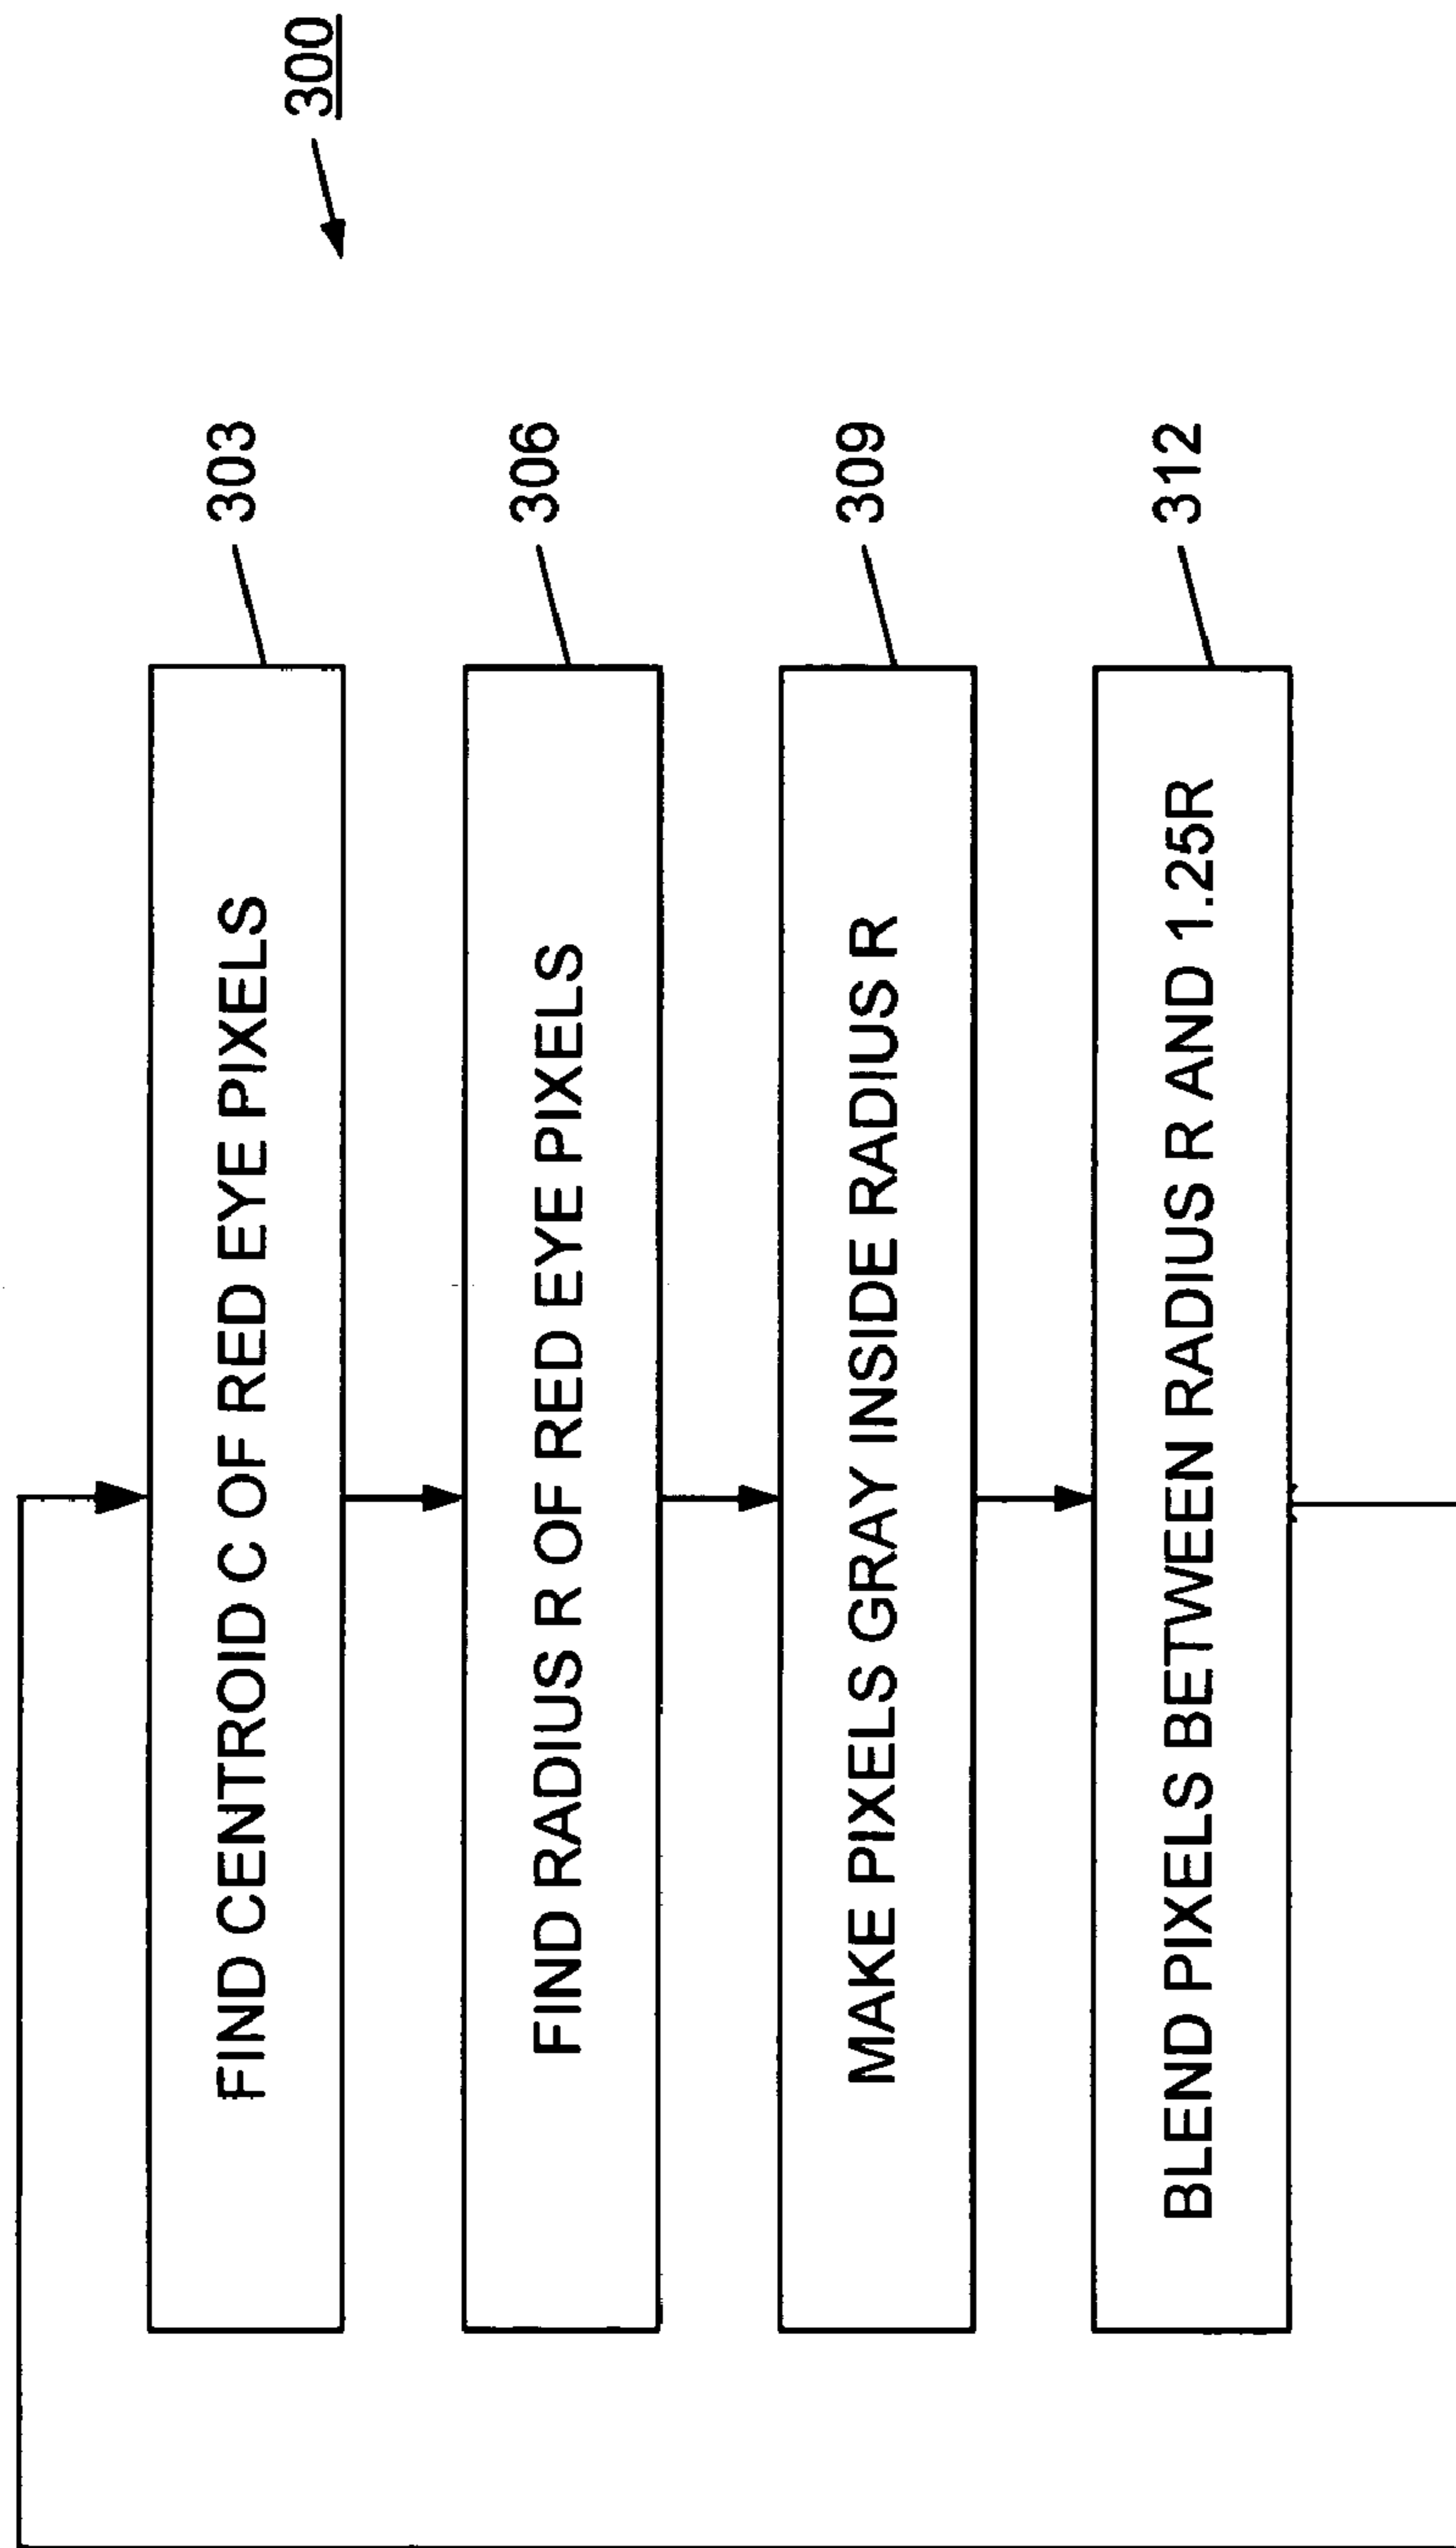 300
FIND CENTROID C OF RED EYE PIXELS
303
FIND RADIUS R OF RED EYE PIXELS
306
MAKE PIXELS GRAY INSIDE RADIUS R
309
BLEND PIXELS BETWEEN RADIUS R AND 1.25R
312